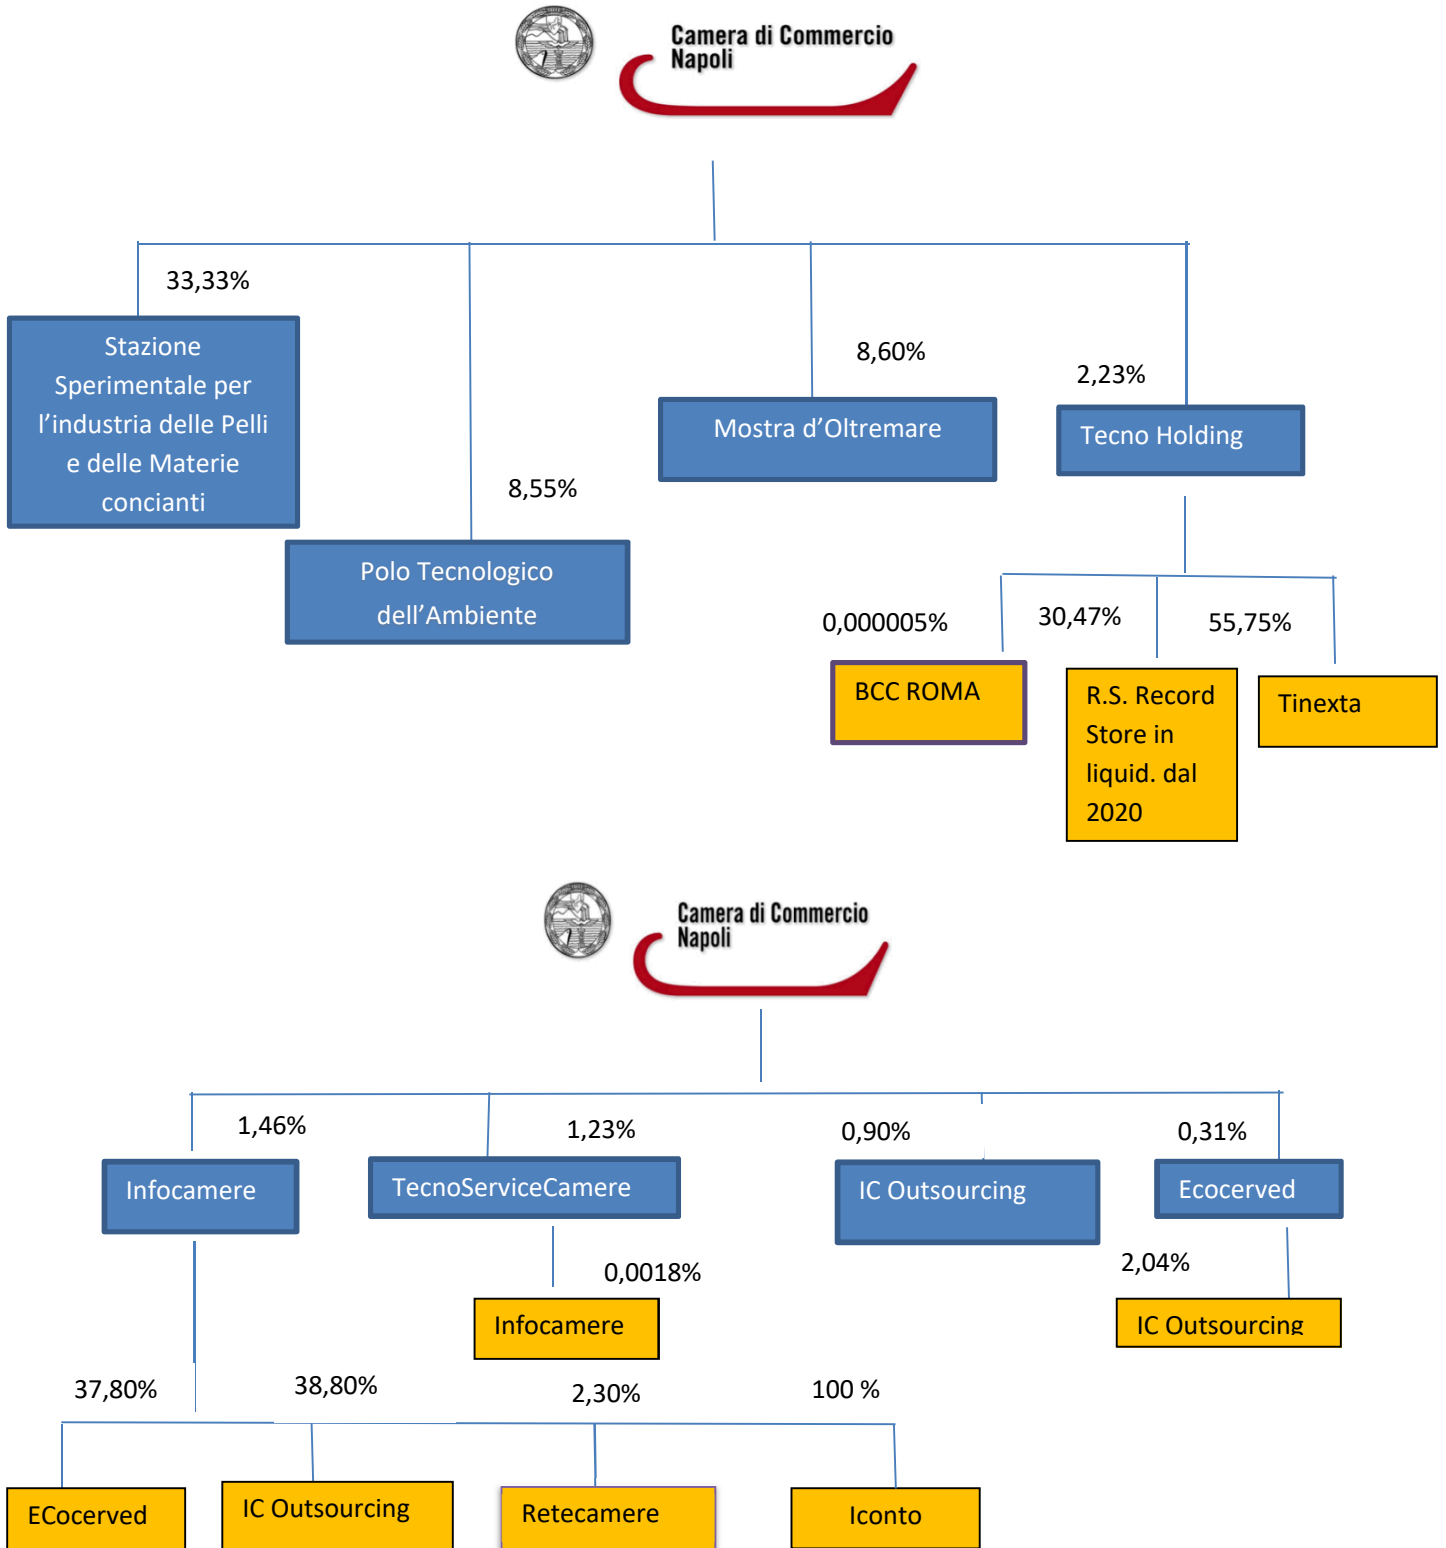 Camera di Commercio
Napoli
33,33%
Stazione
Sperimentale per
l’industria delle Pelli
e delle Materie
concianti
8,55%
Polo Tecnologico
dell’Ambiente
8,60%
Mostra d’Oltremare
2,23%
Tecno Holding
0,000005%
BCC ROMA
30,47%
R.S. Record
Store in
liquid. dal
2020
55,75%
Tinexta
Camera di Commercio
Napoli
1,46%
Infocamere
1,23%
TecnoServiceCamere
0,90%
IC Outsourcing
0,31%
Ecocerved
0,0018%
Infocamere
2,04%
IC Outsourcing
37,80%
ECocerved
38,80%
IC Outsourcing
2,30%
Retecamere
100 %
Iconto